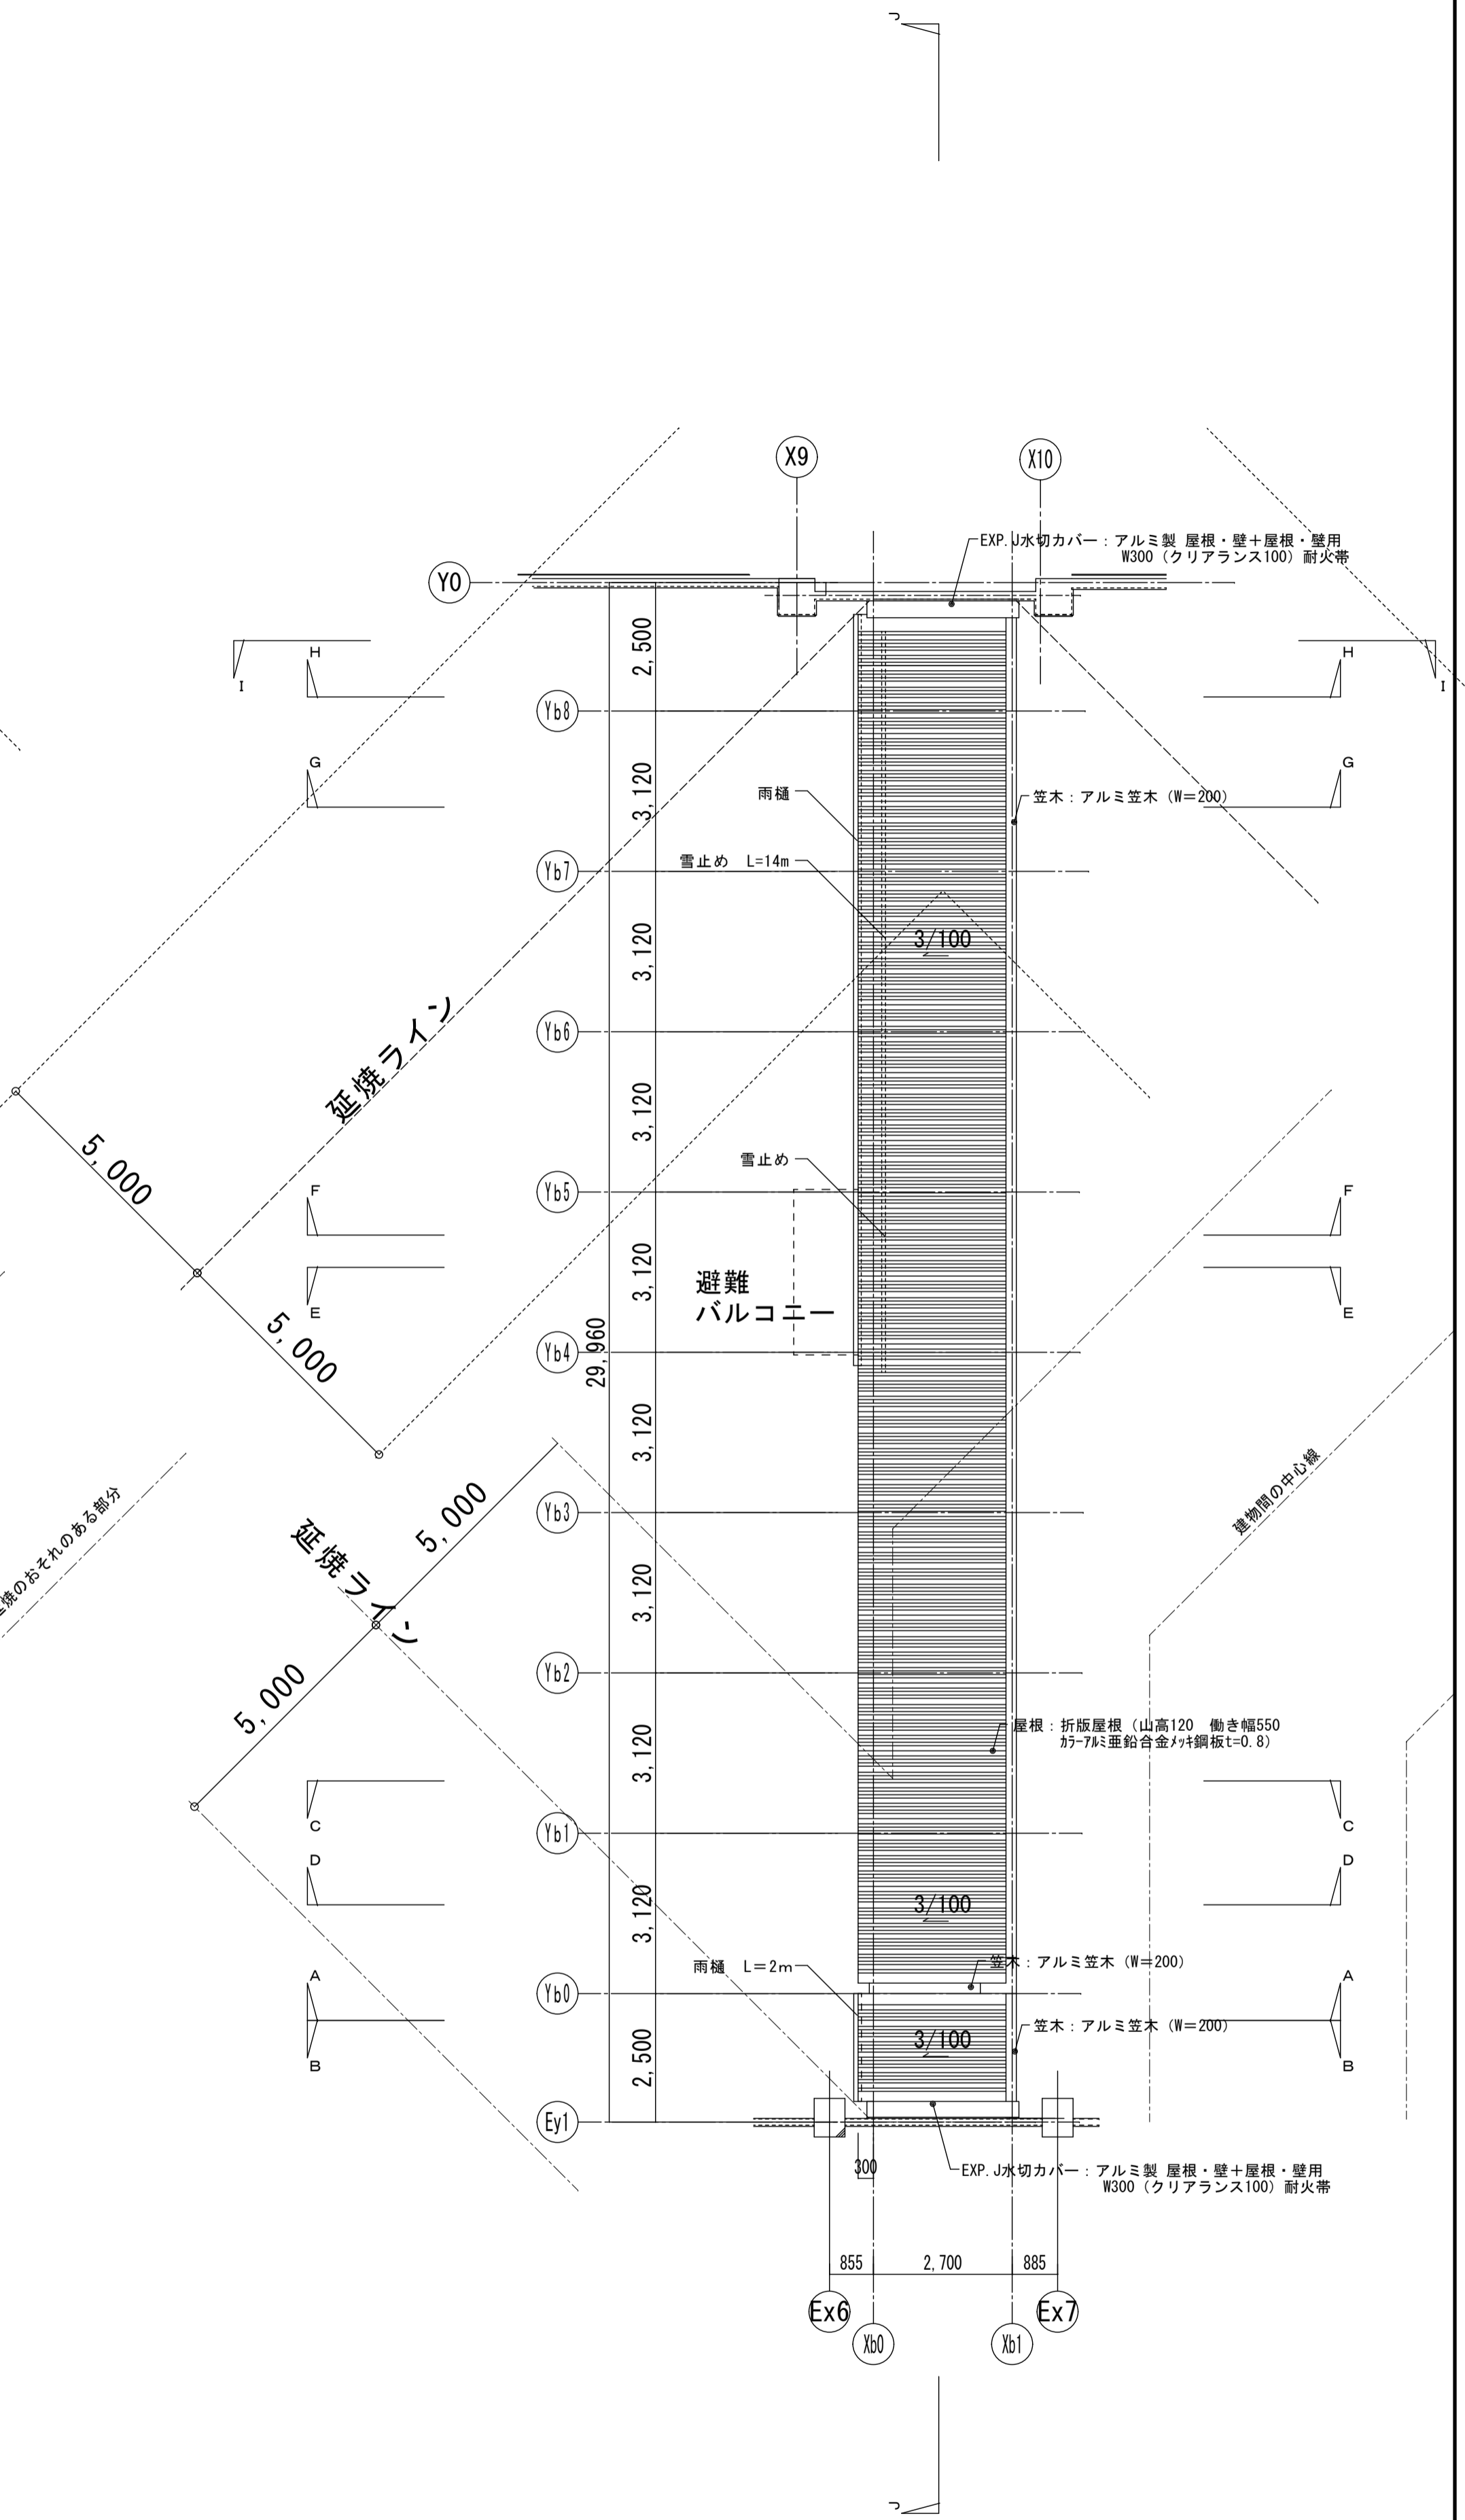 J
X9
X10
EXP.J水切カバー：アルミ製 屋根・壁＋屋根・壁用
W300（クリアランス100）耐火帯
Y0
2,500
I
H
H
I
Yb8
G
3,120
雨樋
笠木：アルミ笠木（W=200）
G
雪止め　L=14m
Yb7
3,120
3/100
延焼ライン
Yb6
3,120
5,000
雪止め
F
Yb5
F
3,120
避難
バルコニー
E
E
5,000
29,960
Yb4
3,120
5,000
建物間の中心線
焼のおそれのある部分
延焼ライン
Yb3
3,120
5,000
Yb2
3,120
屋根：折版屋根（山高120　働き幅550
カラーアルミ亜鉛合金メッキ鋼板t=0.8）
C
Yb1
C
D
D
3,120
3/100
雨樋　L＝2m
笠木：アルミ笠木（W=200）
A
A
Yb0
笠木：アルミ笠木（W=200）
3/100
B
B
2,500
Ey1
300
EXP.J水切カバー：アルミ製 屋根・壁＋屋根・壁用
W300（クリアランス100）耐火帯
855
2,700
885
Ex6
Ex7
Xb0
Xb1
J